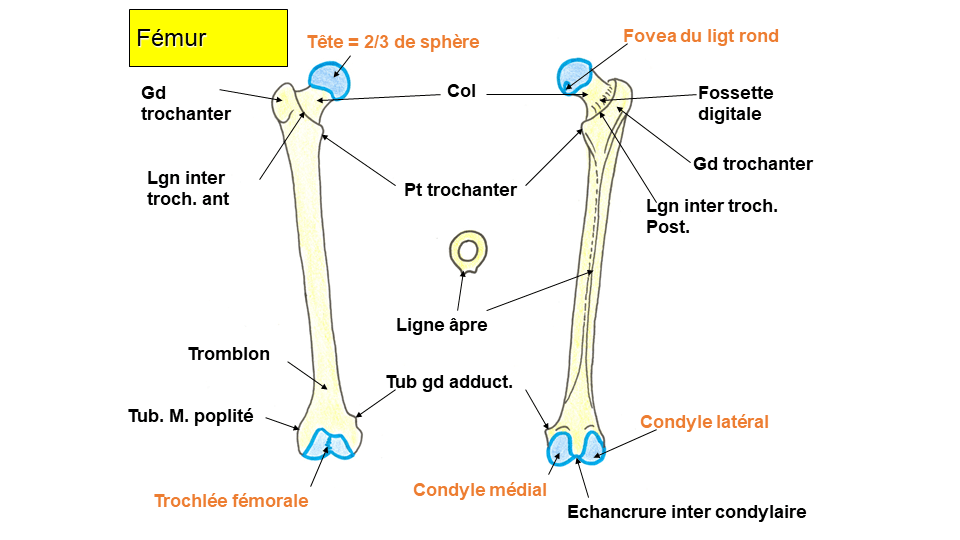 Fémur
Tête = 2/3 de sphère
Fovea du ligt rond
Gd
trochanter
Col
Fossette
digitale
Lgn inter
troch. ant
Pt trochanter
Gd trochanter
Lgn inter troch.
Post.
Ligne âpre
Tromblon
Tub gd adduct.
Tub. M. poplité
Condyle latéral
Trochlée fémorale
Condyle médial
Echancrure inter condylaire